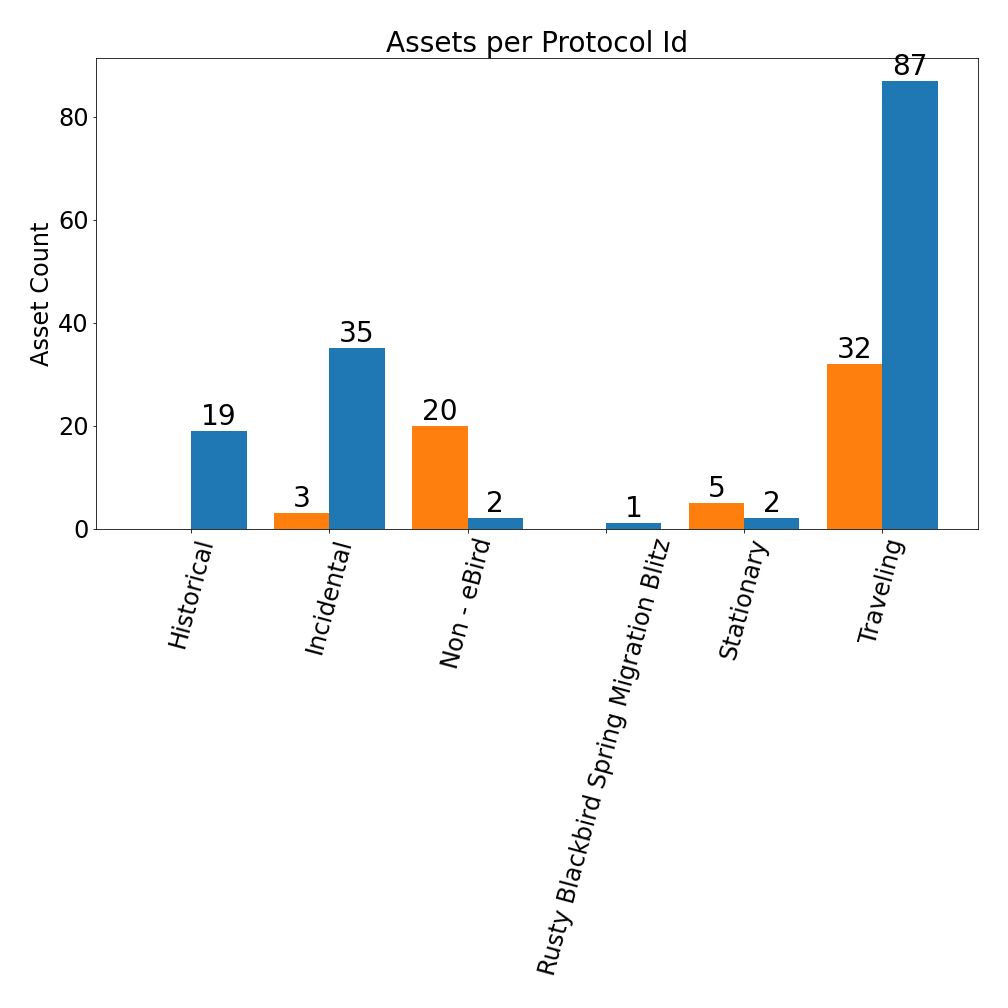 Assets per Protocol Id
Asset Count
80
60
40
20
0
19
3
35
20
2
1
5
2
32
87
Historical
Incidental
Non - eBird
Rusty Blackbird Spring Migration Blitz
Stationary
Traveling